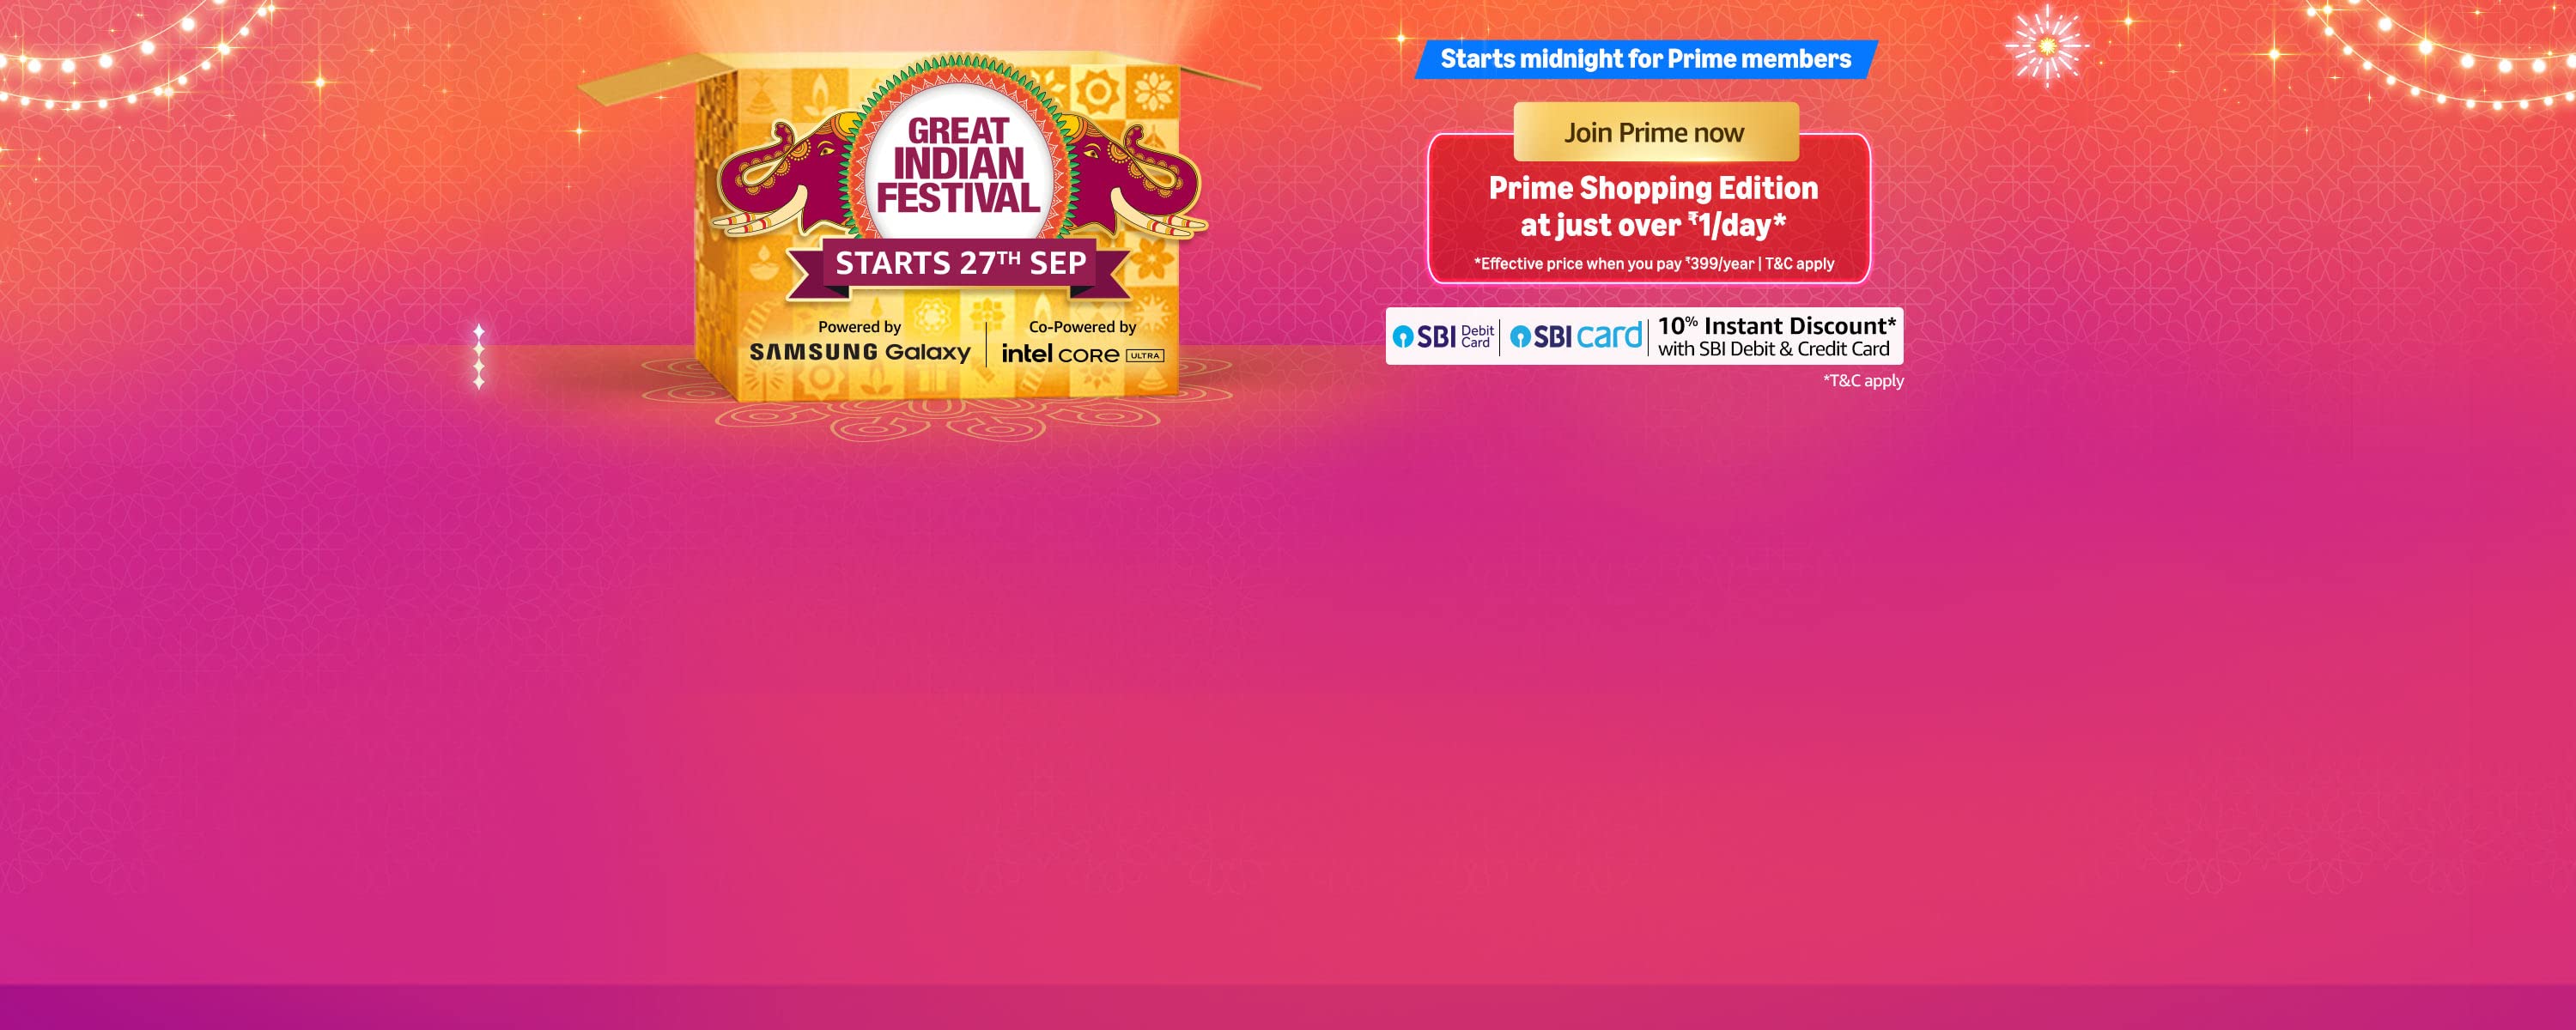 GREAT
INDIAN
FESTIVAL
STARTS 27TH SEP
Powered by
SAMSUNG Galaxy
Co-Powered by
intel CORE ULTRA
Starts midnight for Prime members
Join Prime now
Prime Shopping Edition
at just over ₹1/day*
*Effective price when you pay ₹399/year | T&C apply
SBI Debit Card
SBI card
10% Instant Discount*
with SBI Debit & Credit Card
*T&C apply